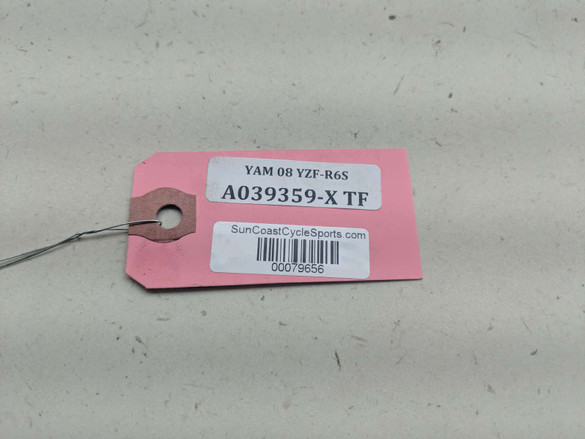 YAM 08 YZF-R6S
A039359-X TF
SunCoastCycleSports.com
00079656